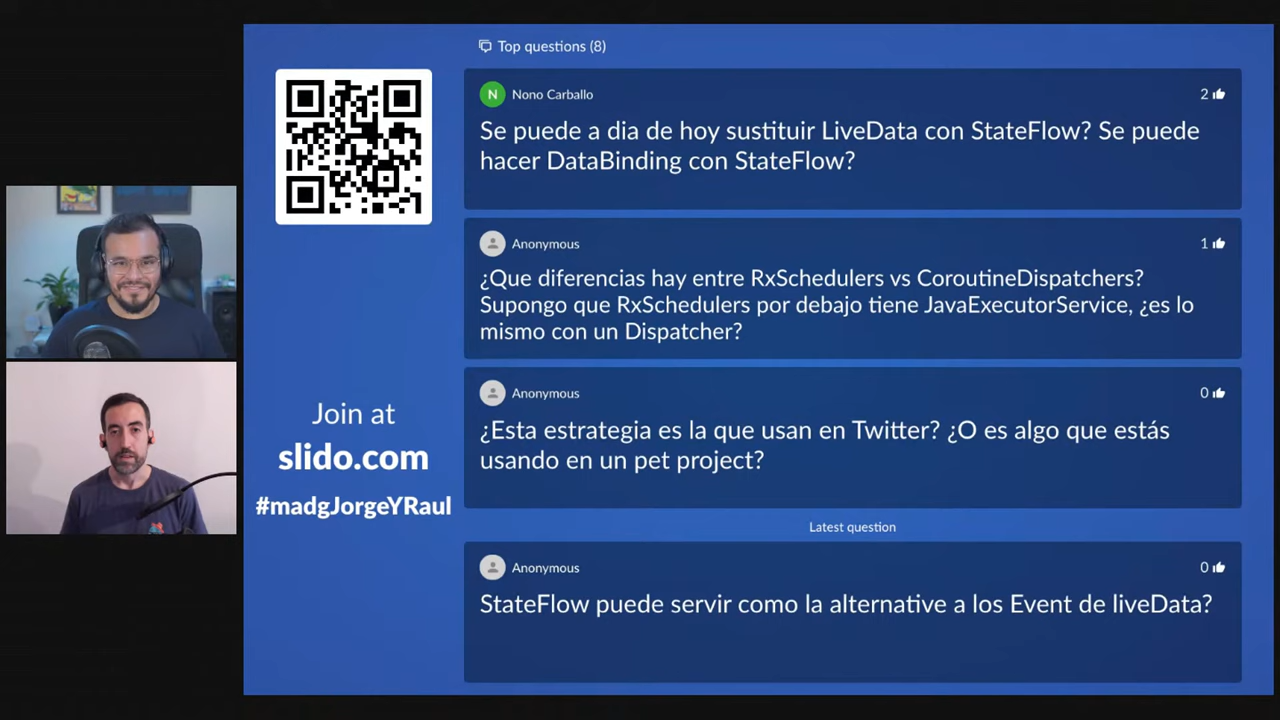 Top questions (8)
N Nono Carballo
2
Se puede a dia de hoy sustituir LiveData con StateFlow? Se puede
hacer DataBinding con StateFlow?
Anonymous
1
¿Que diferencias hay entre RxSchedulers vs CoroutineDispatchers?
Supongo que RxSchedulers por debajo tiene JavaExecutorService, ¿es lo
mismo con un Dispatcher?
Anonymous
0
¿Esta estrategia es la que usan en Twitter? ¿O es algo que estás
usando en un pet project?
Latest question
Anonymous
0
StateFlow puede servir como la alternative a los Event de liveData?
Join at
slido.com
#madgJorgeYRaul